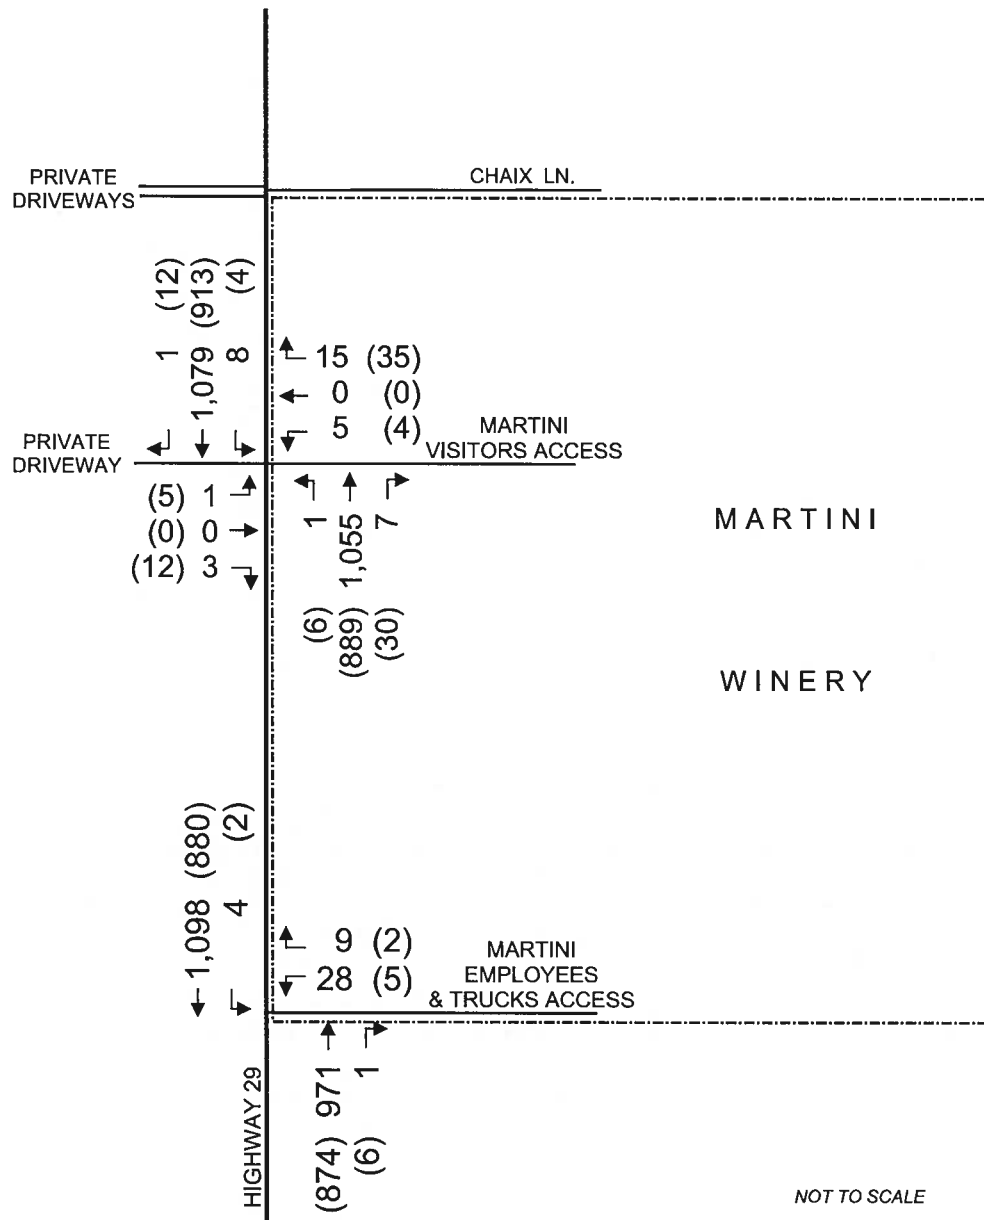 PRIVATE
DRIVEWAYS
CHAIX LN.
1 (12)
1,079 (913)
8 (4)
15 (35)
0 (0)
5 (4)
PRIVATE
DRIVEWAY
MARTINI
VISITORS ACCESS
(5) 1
(0) 0
(12) 3
(6) 1
(889) 1,055
(30) 7
MARTINI
WINERY
1,098 (880)
4 (2)
9 (2)
28 (5)
MARTINI
EMPLOYEES
& TRUCKS ACCESS
HIGHWAY 29
(874) 971
(6) 1
NOT TO SCALE